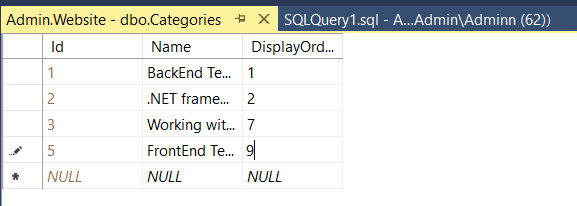 Admin.Website - dbo.Categories SQLQuery1.sql - A...Admin\Adminn (62))
Id Name DisplayOrd...
1 BackEnd Te... 1
2 .NET frame... 2
3 Working wit... 7
5 FrontEnd Te... 9
NULL NULL NULL